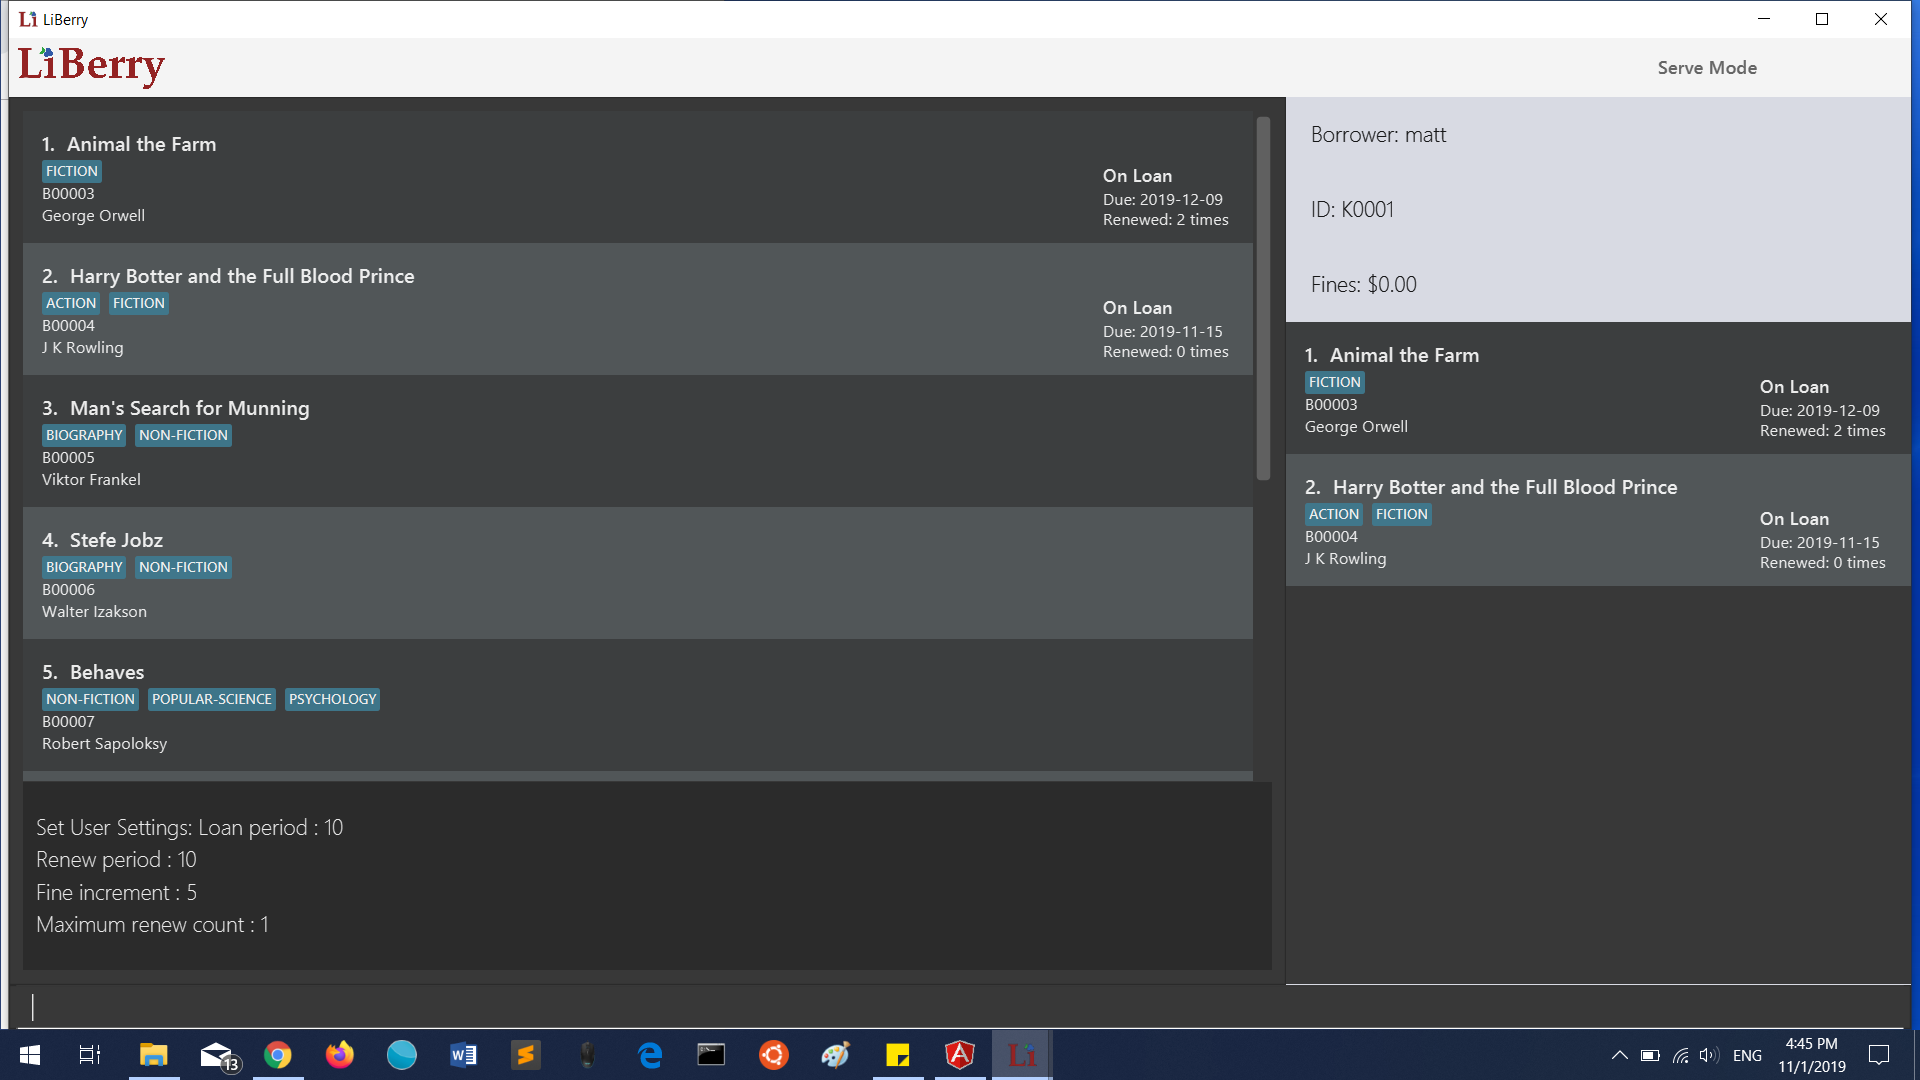 LiBerry
LiBerry
Serve Mode
1. Animal the Farm
FICTION
B00003
George Orwell
On Loan
Due: 2019-12-09
Renewed: 2 times
2. Harry Botter and the Full Blood Prince
ACTION FICTION
B00004
J K Rowling
On Loan
Due: 2019-11-15
Renewed: 0 times
3. Man's Search for Munning
BIOGRAPHY NON-FICTION
B00005
Viktor Frankel
4. Stefe Jobz
BIOGRAPHY NON-FICTION
B00006
Walter Izakson
5. Behaves
NON-FICTION POPULAR-SCIENCE PSYCHOLOGY
B00007
Robert Sapoloksy
Set User Settings: Loan period : 10
Renew period : 10
Fine increment : 5
Maximum renew count : 1
Borrower: matt
ID: K0001
Fines: $0.00
1. Animal the Farm
FICTION
B00003
George Orwell
On Loan
Due: 2019-12-09
Renewed: 2 times
2. Harry Botter and the Full Blood Prince
ACTION FICTION
B00004
J K Rowling
On Loan
Due: 2019-11-15
Renewed: 0 times
13
ENG
4:45 PM
11/1/2019